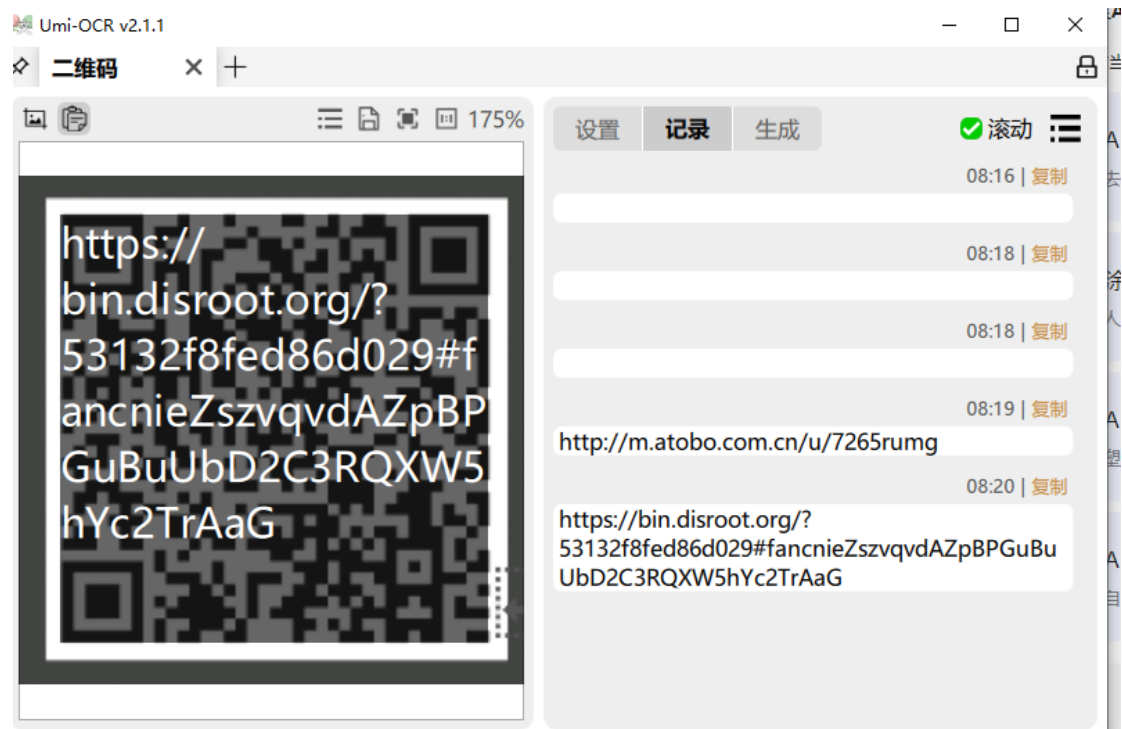 Umi-OCR v2.1.1
二维码
175%
设置 记录 生成 滚动
https://
bin.disroot.org/?
53132f8fed86d029#f
ancnieZszvqvdAZpBP
GuBuUbD2C3RQXW5
hYc2TrAaG
08:16 | 复制
08:18 | 复制
08:18 | 复制
08:19 | 复制
http://m.atobo.com.cn/u/7265rumg
08:20 | 复制
https://bin.disroot.org/?
53132f8fed86d029#fancnieZszvqvdAZpBPGuBu
UbD2C3RQXW5hYc2TrAaG